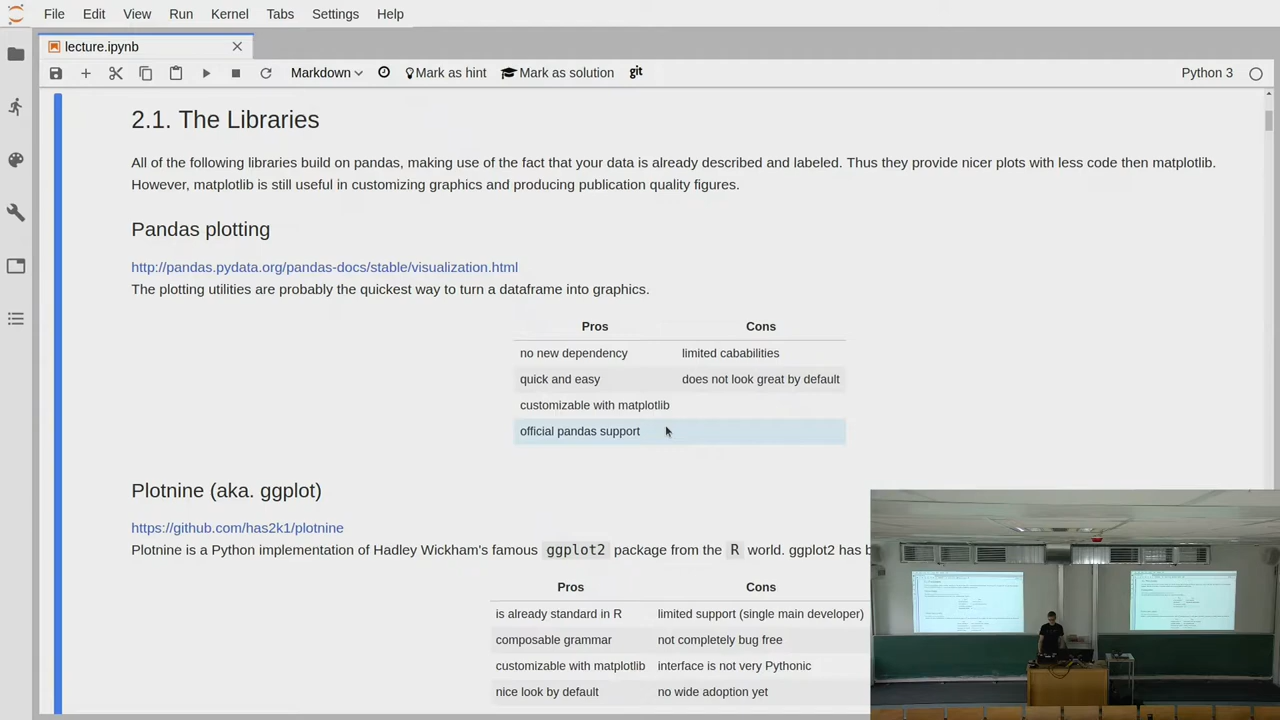 File Edit View Run Kernel Tabs Settings Help
lecture.ipynb
Markdown Mark as hint Mark as solution git Python 3
2.1. The Libraries
All of the following libraries build on pandas, making use of the fact that your data is already described and labeled. Thus they provide nicer plots with less code then matplotlib.
However, matplotlib is still useful in customizing graphics and producing publication quality figures.
Pandas plotting
http://pandas.pydata.org/pandas-docs/stable/visualization.html
The plotting utilities are probably the quickest way to turn a dataframe into graphics.
Pros Cons
no new dependency limited cababilities
quick and easy does not look great by default
customizable with matplotlib
official pandas support
Plotnine (aka. ggplot)
https://github.com/has2k1/plotnine
Plotnine is a Python implementation of Hadley Wickham's famous ggplot2 package from the R world. ggplot2 has
Pros Cons
is already standard in R limited support (single main developer)
composable grammar not completely bug free
customizable with matplotlib interface is not very Pythonic
nice look by default no wide adoption yet